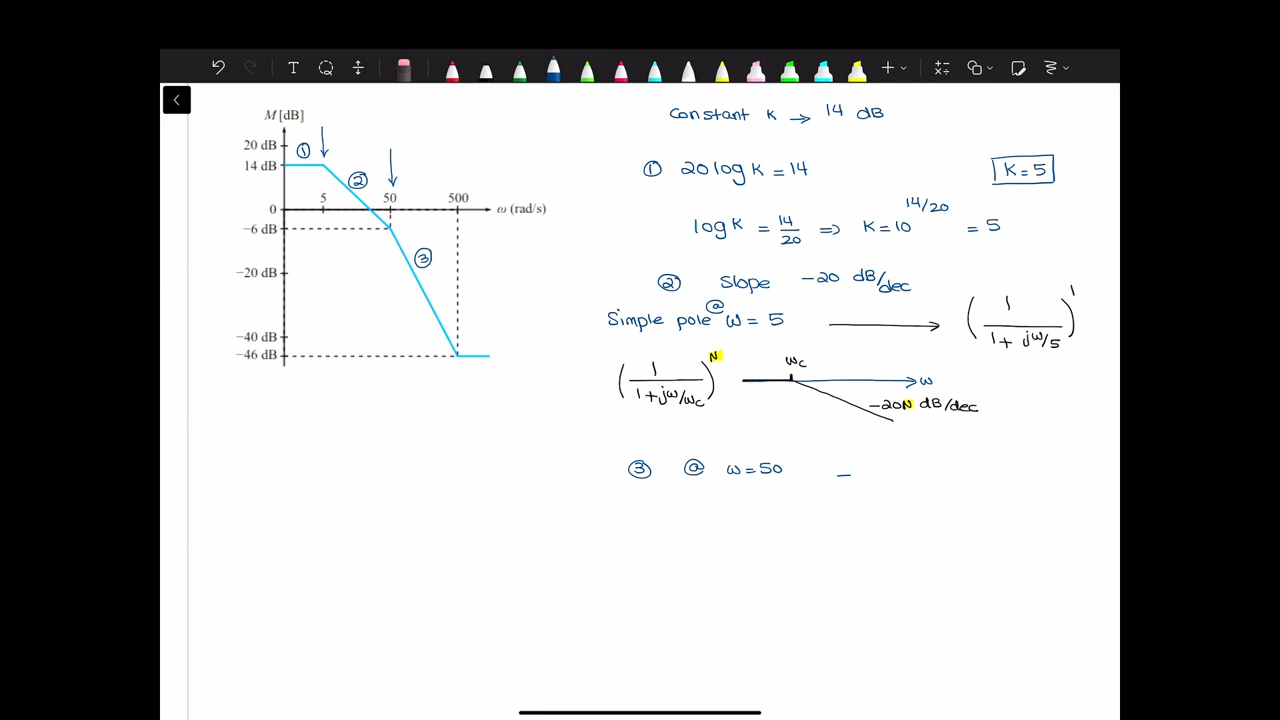 T
M [dB]
20 dB
14 dB
0
−6 dB
−20 dB
−40 dB
−46 dB
5 50 500
ω (rad/s)
①
②
③
Constant K → 14 dB
① 20 log K = 14
K = 5
log K = 14/20 ⇒ K = 10^14/20 = 5
② Slope −20 dB/dec
Simple pole @ ω = 5 → (1/(1 + jω/5))^1
(1/(1+jω/ωc))^N
ωc
ω
−20N dB/dec
③ @ ω = 50 –